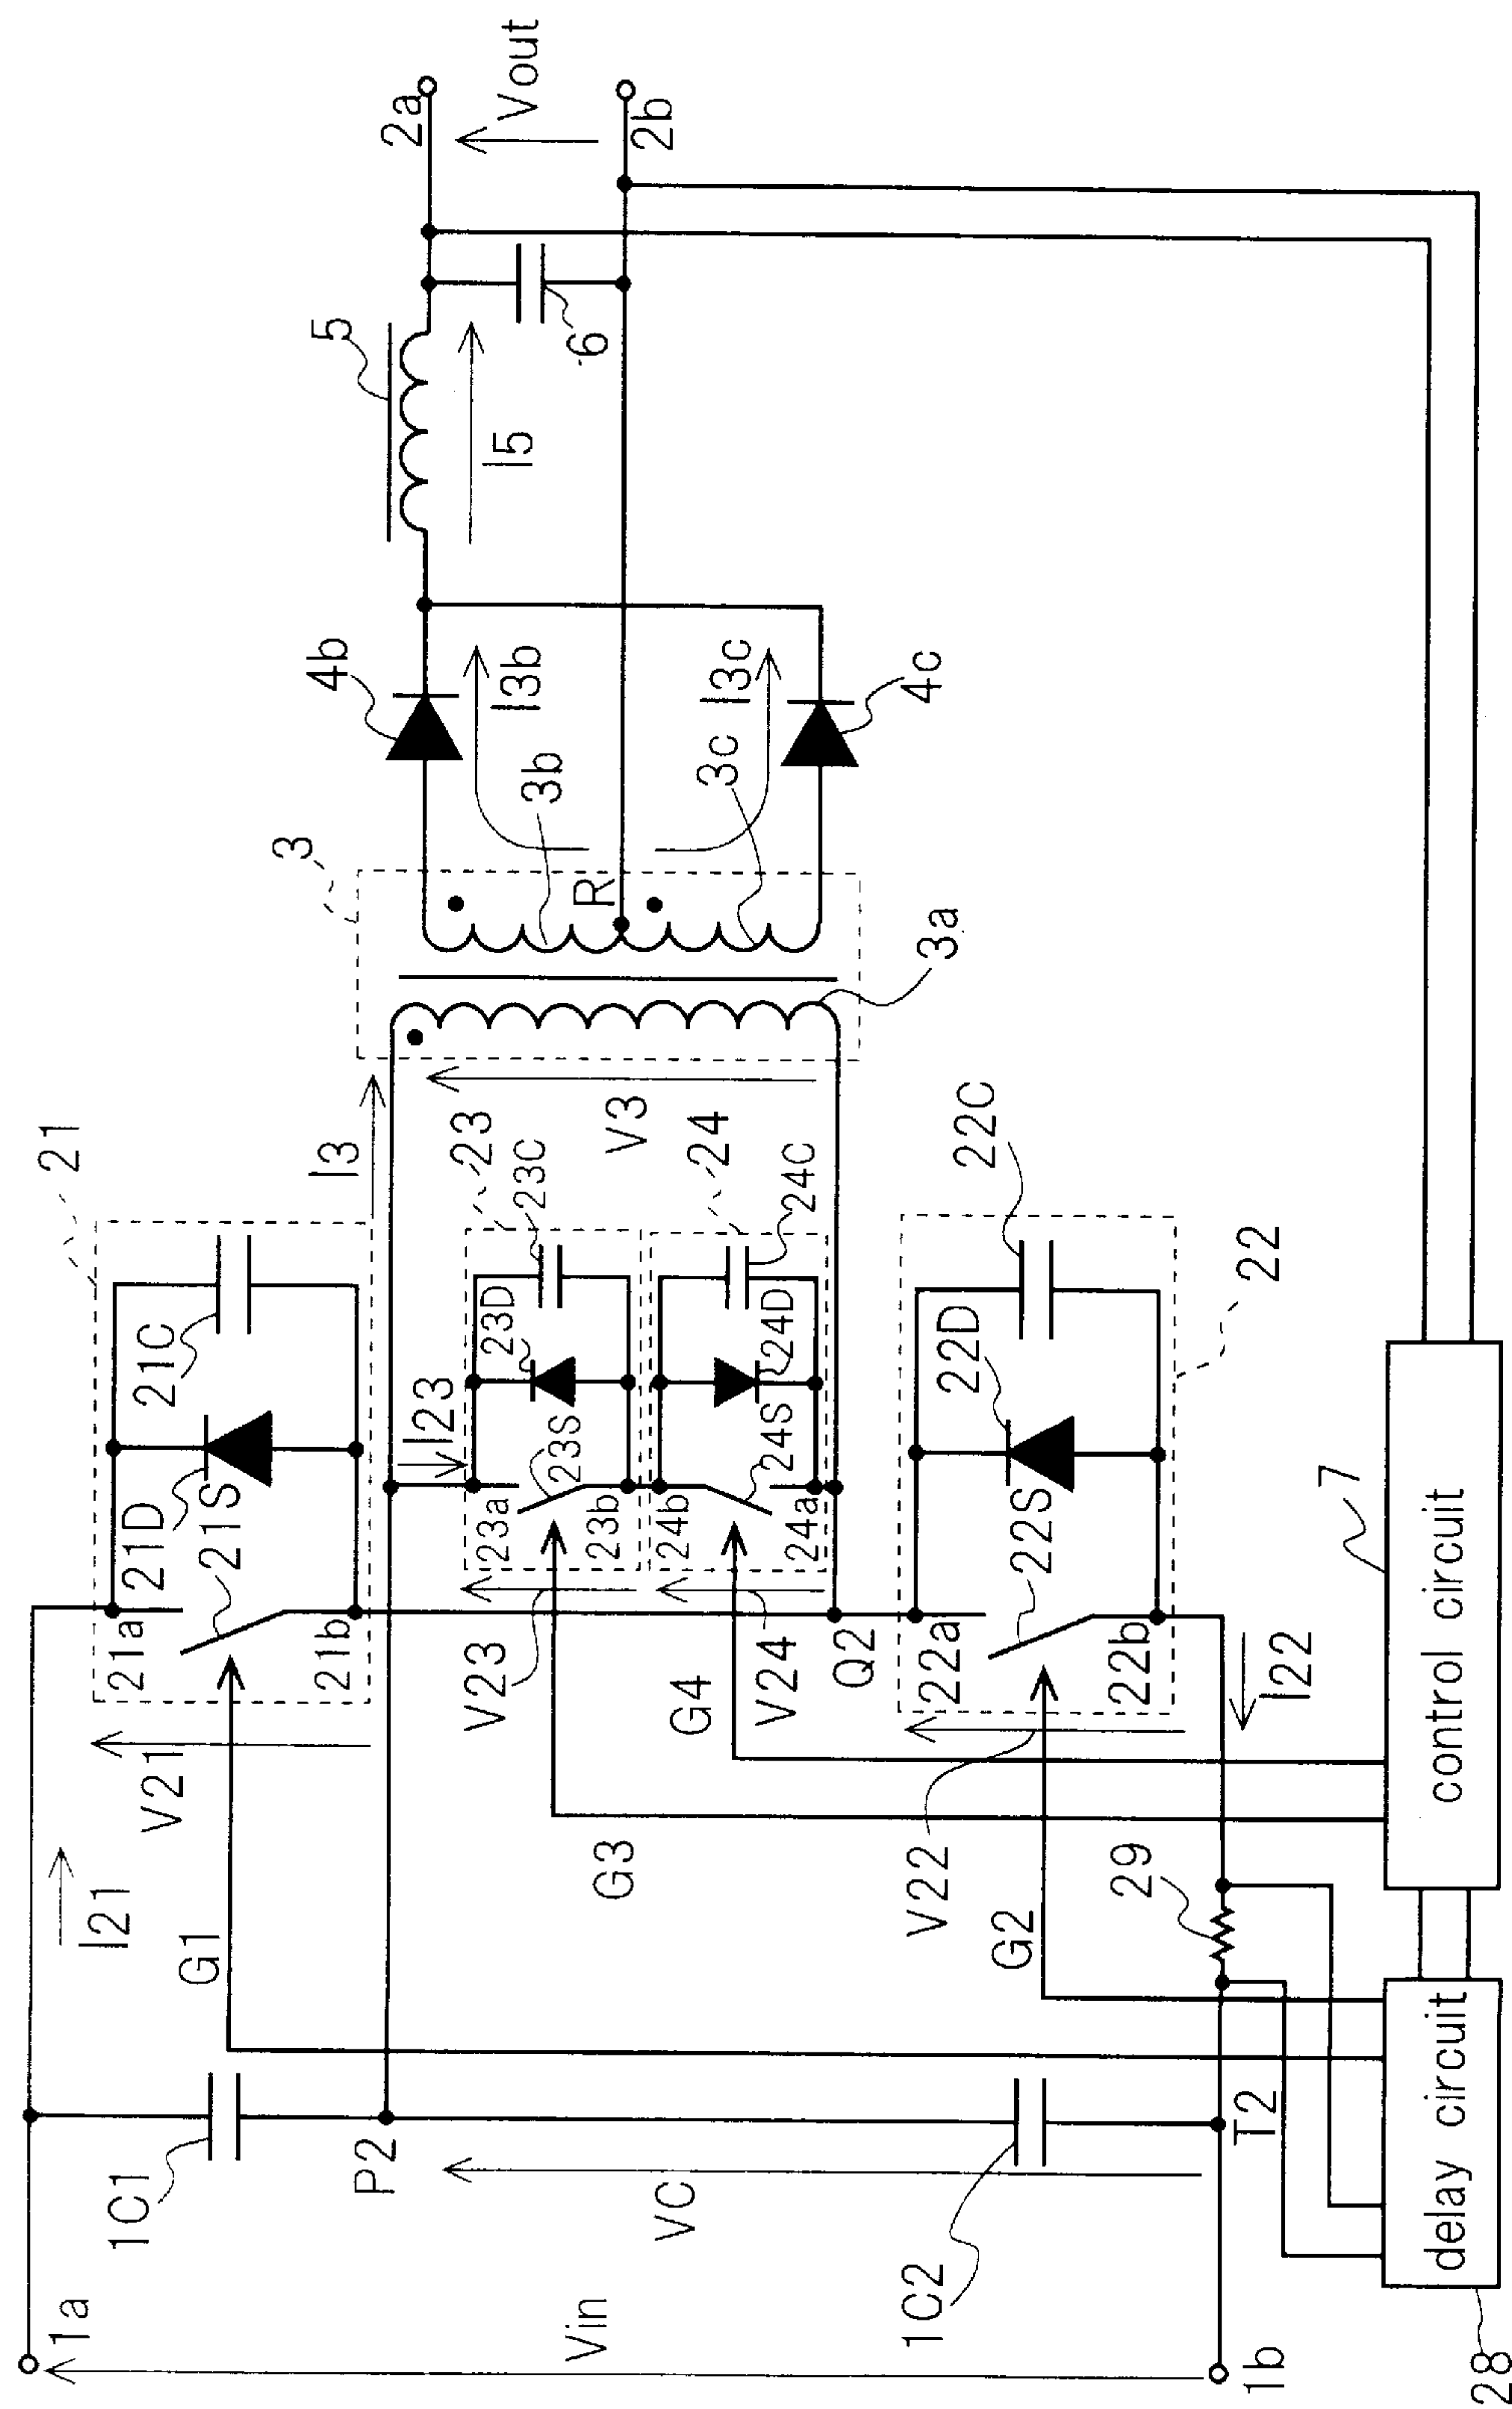 1a
Vin
1b
1C1
P2
VC
1C2
T2
I21
G1
V21
21
21a
21b
21D
21S
21C
I3
G3
V23
G4
V24
Q2
23a
23b
24b
24a
I23
23S
24S
23D
24D
23
23C
24
24C
V3
V22
G2
29
I22
22a
22b
22S
22D
22C
22
3
3a
3b
3c
R
4b
I3b
I3c
4c
5
I5
6
2a
Vout
2b
7
control circuit
delay circuit
28